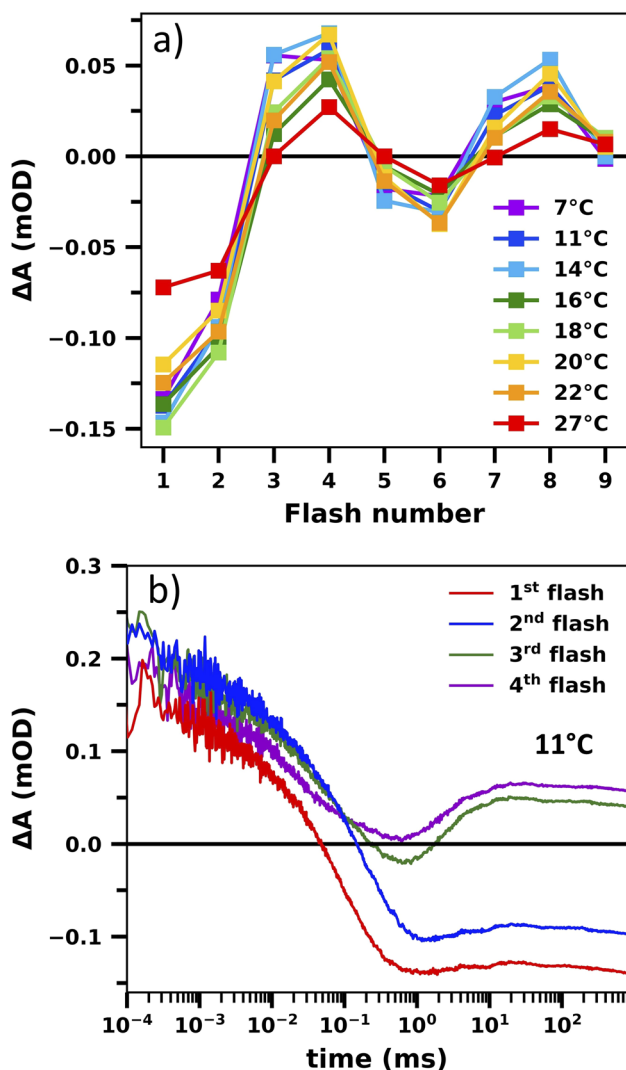 a)
0.05
0.00
−0.05
−0.10
−0.15
ΔA (mOD)
7°C
11°C
14°C
16°C
18°C
20°C
22°C
27°C
1 2 3 4 5 6 7 8 9
Flash number
b)
0.3
0.2
0.1
0.0
−0.1
ΔA (mOD)
1st flash
2nd flash
3rd flash
4th flash
11°C
10−4 10−3 10−2 10−1 100 101 102
time (ms)